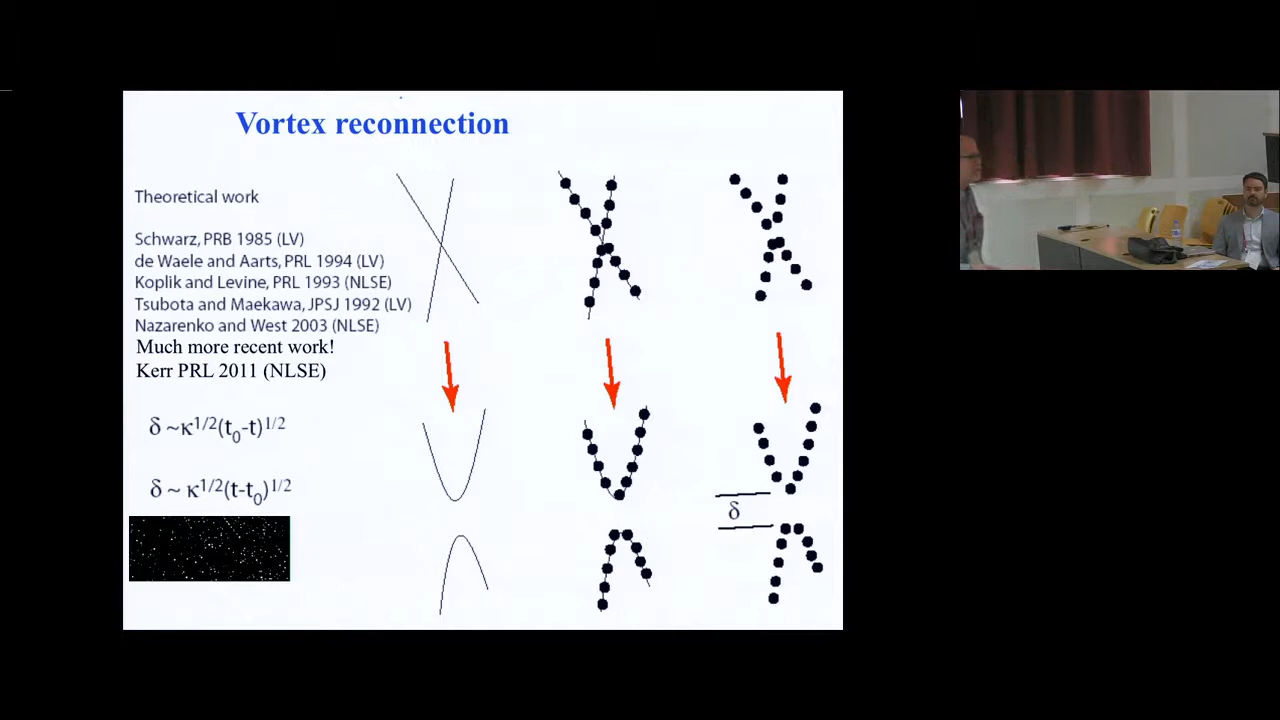 Vortex reconnection
Theoretical work
Schwarz, PRB 1985 (LV)
de Waele and Aarts, PRL 1994 (LV)
Koplik and Levine, PRL 1993 (NLSE)
Tsubota and Maekawa, JPSJ 1992 (LV)
Nazarenko and West 2003 (NLSE)
Much more recent work!
Kerr PRL 2011 (NLSE)
δ ~κ^1/2(t_0-t)^1/2
δ ~ κ^1/2(t-t_0)^1/2
δ